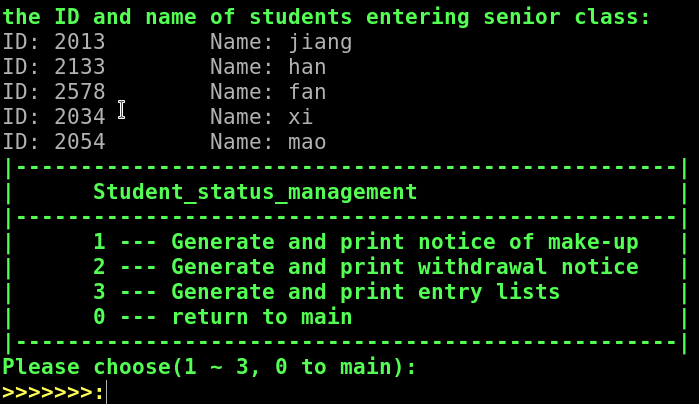 the ID and name of students entering senior class:
ID: 2013        Name: jiang
ID: 2133        Name: han
ID: 2578        Name: fan
ID: 2034        Name: xi
ID: 2054        Name: mao
|---------------------------------------------------|
|      Student_status_management                    |
|---------------------------------------------------|
|      1 --- Generate and print notice of make-up   |
|      2 --- Generate and print withdrawal notice   |
|      3 --- Generate and print entry lists         |
|      0 --- return to main                         |
|---------------------------------------------------|
Please choose(1 ~ 3, 0 to main):
>>>>>>>: